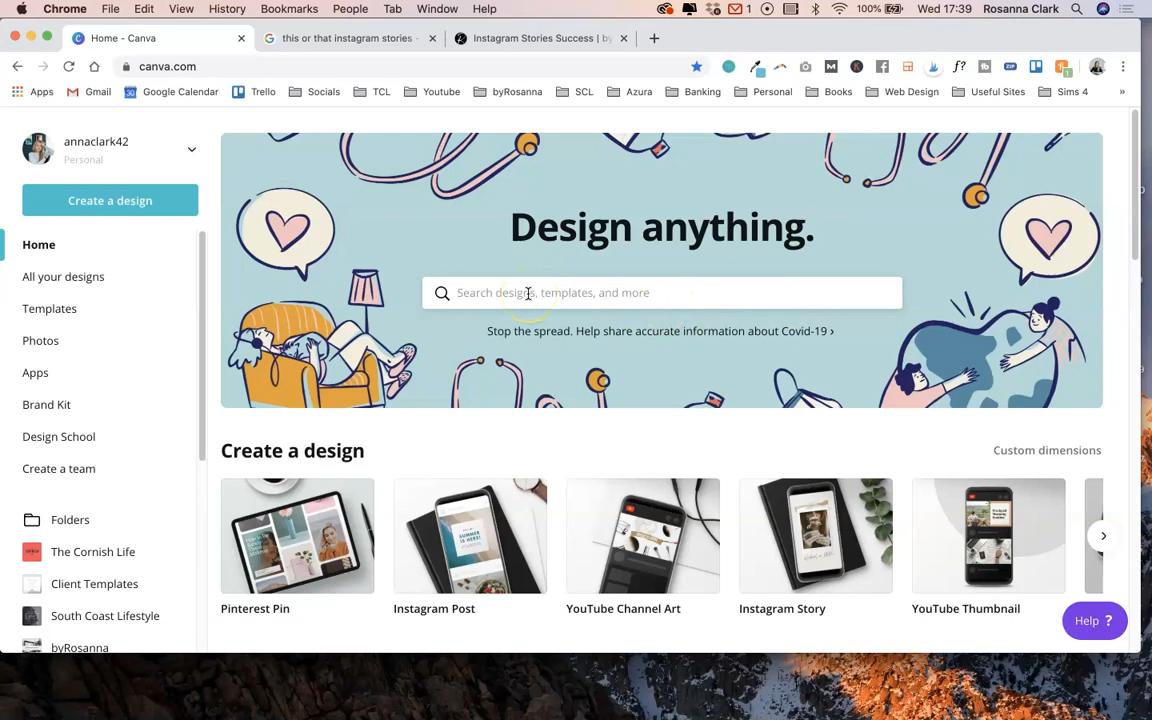 Chrome File Edit View History Bookmarks People Tab Window Help 1 100% Wed 17:39 Rosanna Clark
Home - Canva this or that instagram stories - Instagram Stories Success | by
canva.com
Apps Gmail Google Calendar Trello Socials TCL Youtube byRosanna SCL Azura Banking Personal Books Web Design Useful Sites Sims 4 »
annaclark42
Personal
Create a design
Home
All your designs
Templates
Photos
Apps
Brand Kit
Design School
Create a team
Folders
The Cornish Life
Client Templates
South Coast Lifestyle
byRosanna
Design anything.
Search designs, templates, and more
Stop the spread. Help share accurate information about Covid-19 ›
Create a design
Custom dimensions
Pinterest Pin
Instagram Post
YouTube Channel Art
Instagram Story
YouTube Thumbnail
Help ?